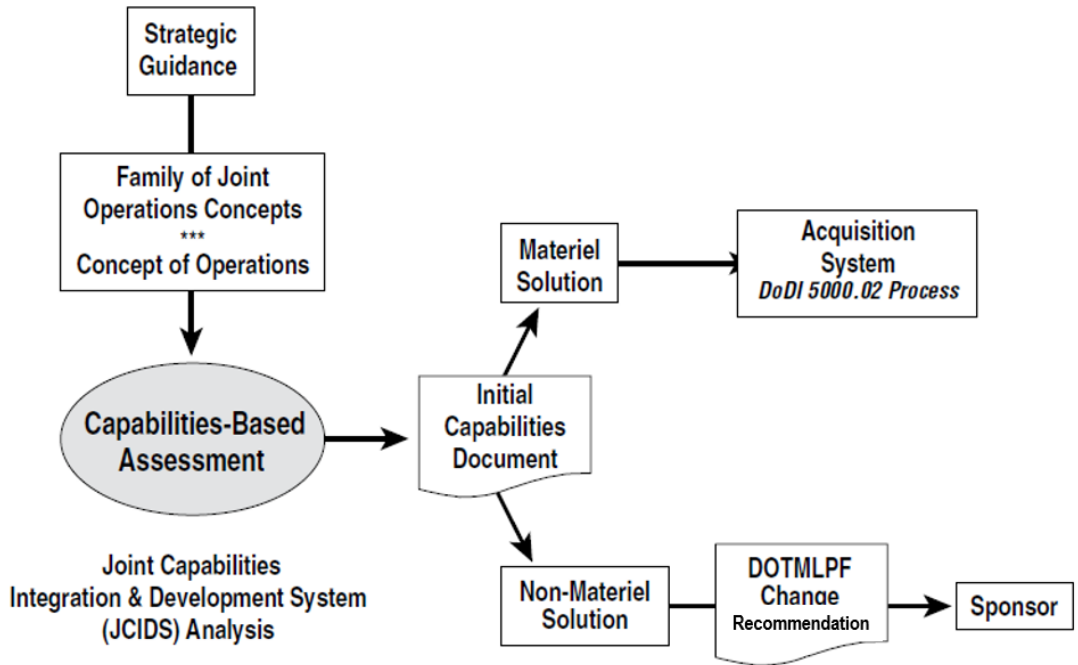 Strategic
Guidance
Family of Joint
Operations Concepts
***
Concept of Operations
Capabilities-Based
Assessment
Joint Capabilities
Integration & Development System
(JCIDS) Analysis
Initial
Capabilities
Document
Materiel
Solution
Acquisition
System
DoDI 5000.02 Process
Non-Materiel
Solution
DOTMLPF
Change
Recommendation
Sponsor